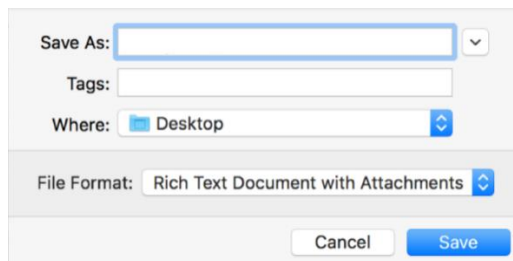 Save As:
Tags:
Where: Desktop
File Format: Rich Text Document with Attachments
Cancel Save